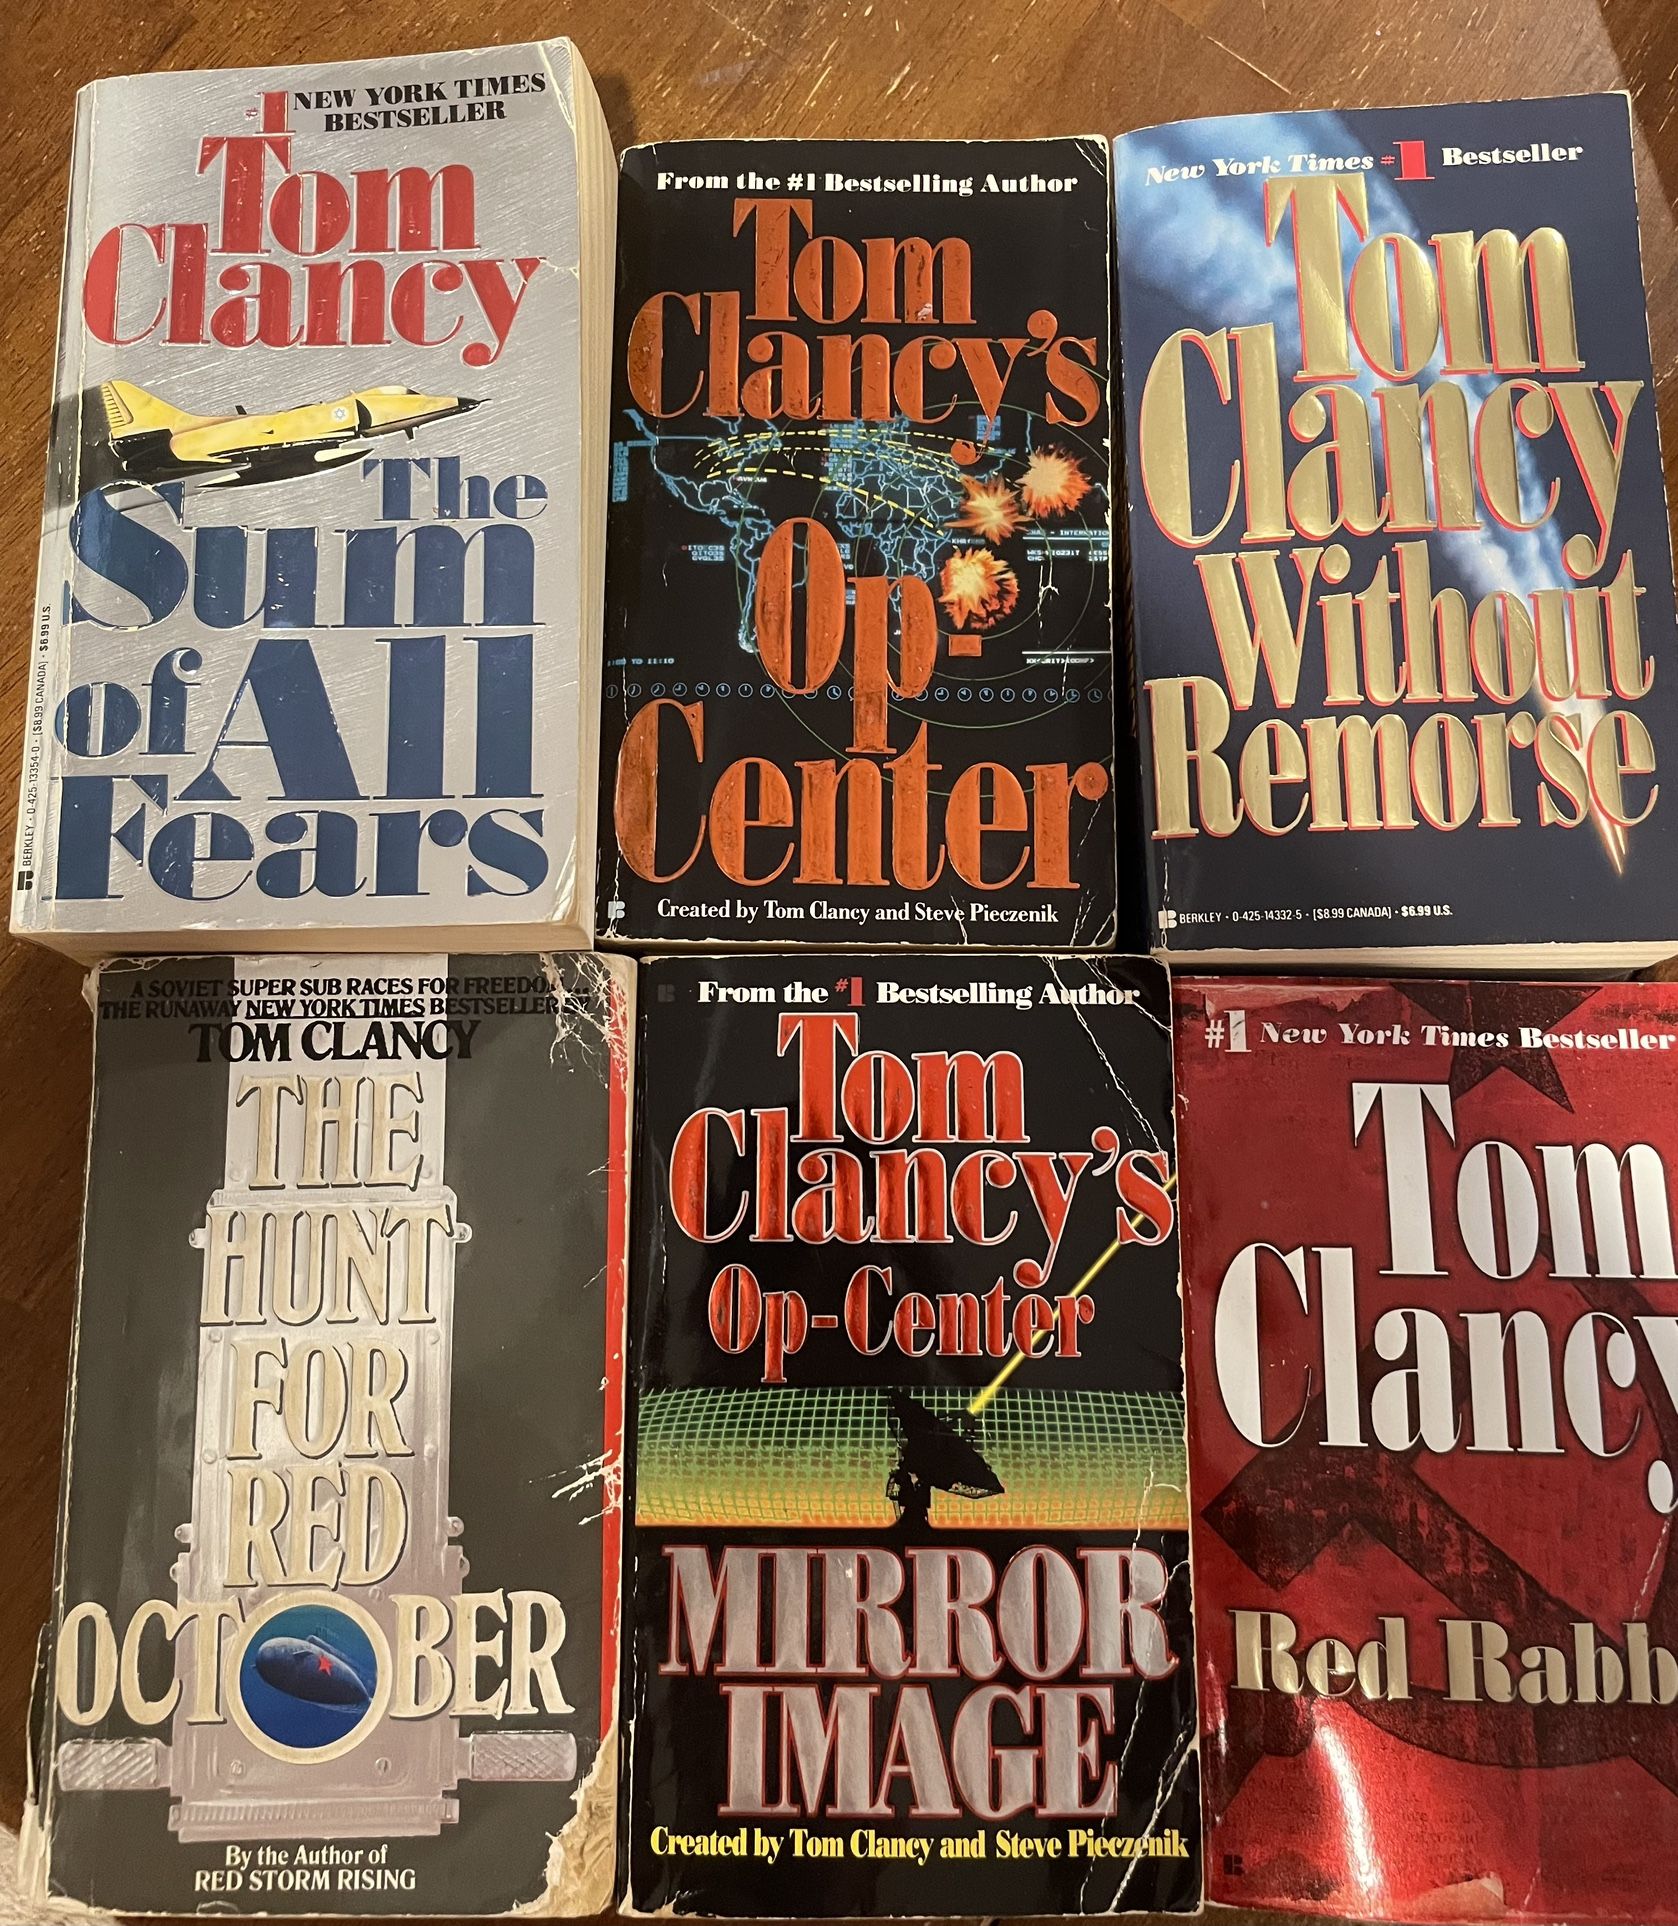 #1 NEW YORK TIMES
BESTSELLER
Tom
Clancy
The
Sum
of All
Fears
BERKLEY • 0-425-13354-0 • [$8.99 CANADA] • $6.99 U.S.
From the #1 Bestselling Author
Tom
Clancy's
Op-
Center
Created by Tom Clancy and Steve Pieczenik
New York Times #1 Bestseller
Tom
Clancy
Without
Remorse
BERKLEY • 0-425-14332-5 • [$8.99 CANADA] • $6.99 U.S.
A SOVIET SUPER SUB RACES FOR
THE RUNAWAY NEW YORK TIMES BESTSELLER
TOM CLANCY
THE
HUNT
FOR
RED
OCTOBER
By the Author of
RED STORM RISING
From the #1 Bestselling Author
Tom
Clancy's
Op-Center
MIRROR
IMAGE
Created by Tom Clancy and Steve Pieczenik
#1 New York Times Bestseller
Tom
Clancy
Red Rabb